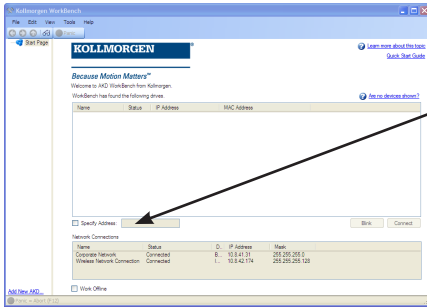 Kollmorgen WorkBench
File Edit View Tools Help
Panic
Start Page
KOLLMORGEN®
Learn more about this topic
Quick Start Guide
Because Motion Matters™
Welcome to AKD WorkBench from Kollmorgen.
WorkBench has found the following drives.
Are no devices shown?
Name Status IP Address MAC Address
Specify Address:
Blink Connect
Network Connections
Name Status D.. IP Address Mask
Corporate Network Connected B... 10.8.41.31 255.255.255.0
Wireless Network Connection Connected I... 10.8.42.174 255.255.255.128
Add New AKD...
Work Offline
Panic = Abort (F12)